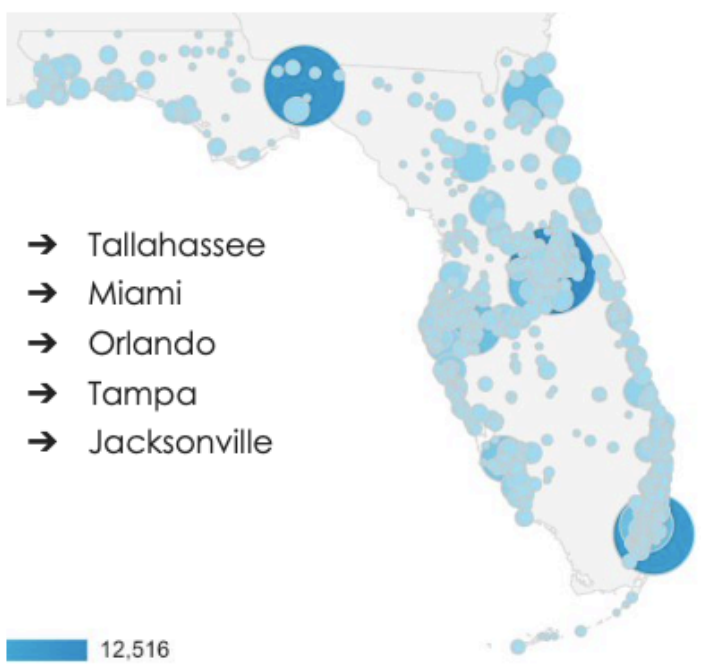 ➔ Tallahassee
➔ Miami
➔ Orlando
➔ Tampa
➔ Jacksonville
12,516